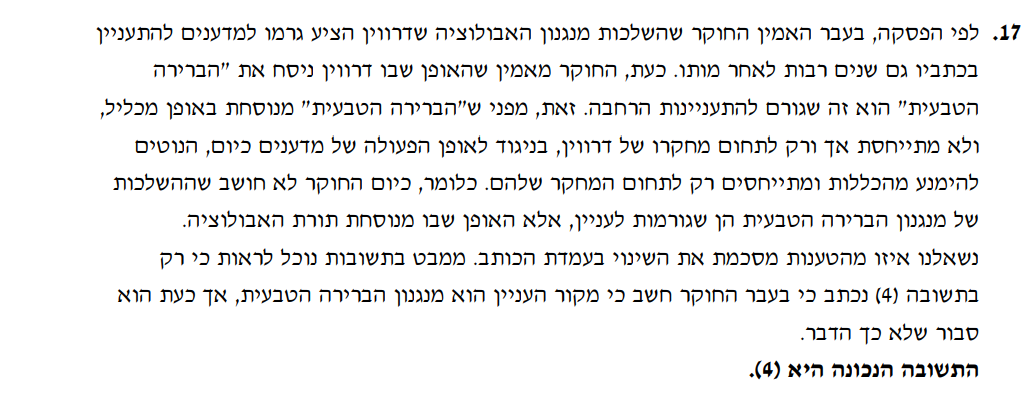 17. לפי הפסקה, בעבר האמין החוקר שהשלכות מנגנון האבולוציה שדרווין הציע גרמו למדענים להתעניין
בכתביו גם שנים רבות לאחר מותו. כעת, החוקר מאמין שהאופן שבו דרווין ניסח את "הברירה
הטבעית" הוא זה שגורם להתעניינות הרחבה. זאת, מפני ש"הברירה הטבעית" מנוסחת באופן מכליל,
ולא מתייחסת אך ורק לתחום מחקרו של דרווין, בניגוד לאופן הפעולה של מדענים כיום, הנוטים
להימנע מהכללות ומתייחסים רק לתחום המחקר שלהם. כלומר, כיום החוקר לא חושב שההשלכות
של מנגנון הברירה הטבעית הן שגורמות לעניין, אלא האופן שבו מנוסחת תורת האבולוציה.
נשאלנו איזו מהטענות מסכמת את השינוי בעמדת הכותב. ממבט בתשובות נוכל לראות כי רק
בתשובה (4) נכתב כי בעבר החוקר חשב כי מקור העניין הוא מנגנון הברירה הטבעית, אך כעת הוא
סבור שלא כך הדבר.
התשובה הנכונה היא (4).